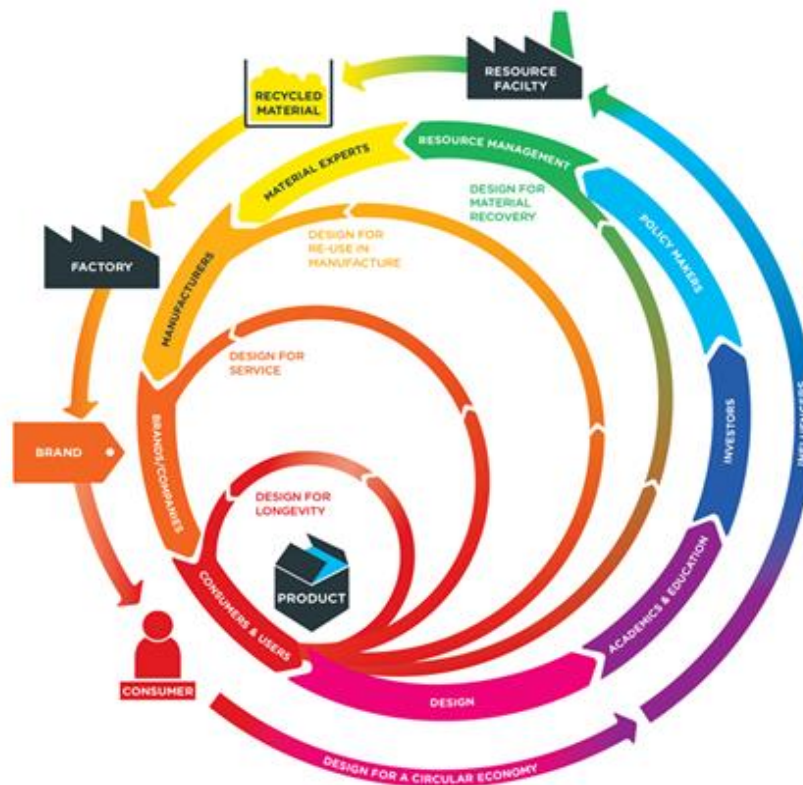 RESOURCE
FACILTY
RECYCLED
MATERIAL
RESOURCE MANAGEMENT
MATERIAL EXPERTS
DESIGN FOR
MATERIAL
RECOVERY
POLICY MAKERS
DESIGN FOR
RE-USE IN
MANUFACTURE
FACTORY
MANUFACTURERS
DESIGN FOR
SERVICE
INVESTORS
INFLUENCERS
BRAND
BRANDS/COMPANIES
DESIGN FOR
LONGEVITY
PRODUCT
CONSUMERS & USERS
ACADEMICS & EDUCATION
CONSUMER
DESIGN
DESIGN FOR A CIRCULAR ECONOMY